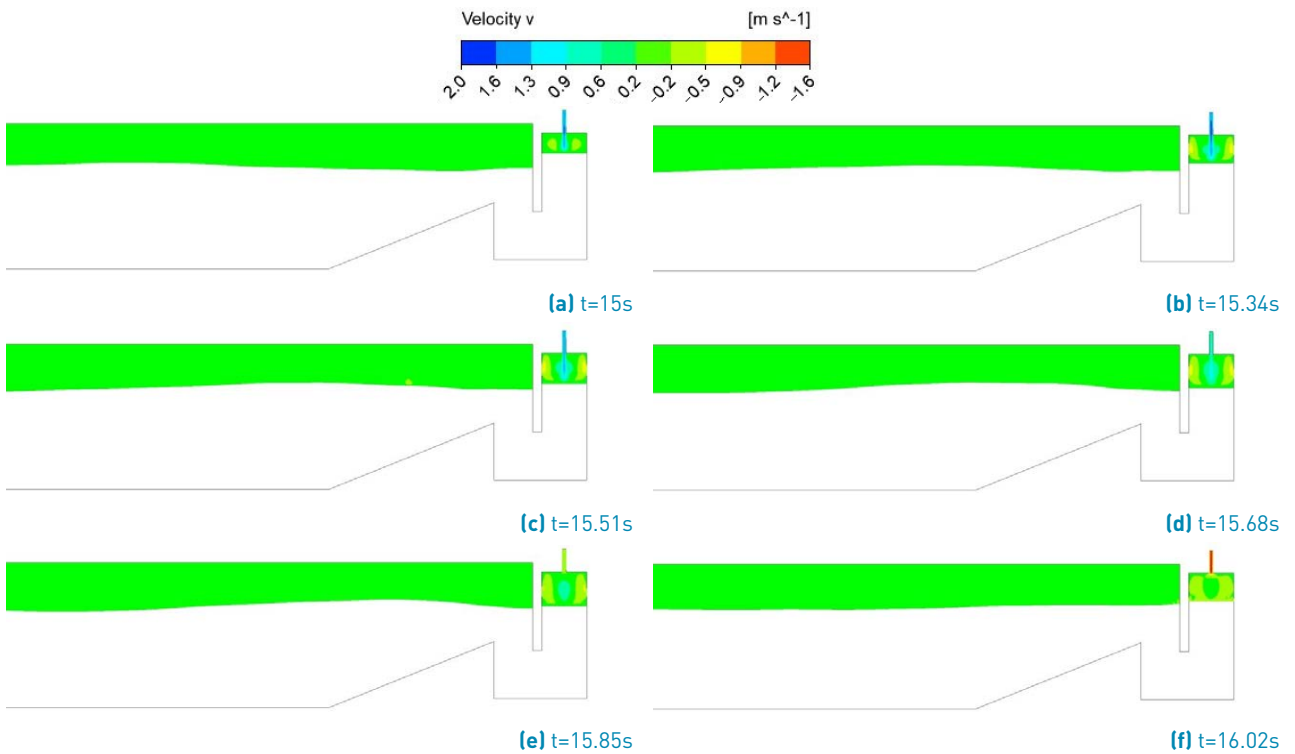 Velocity v [m s^-1]
2.0 1.6 1.3 0.9 0.6 0.2 -0.2 -0.5 -0.9 -1.2 -1.6
(a) t=15s
(b) t=15.34s
(c) t=15.51s
(d) t=15.68s
(e) t=15.85s
(f) t=16.02s